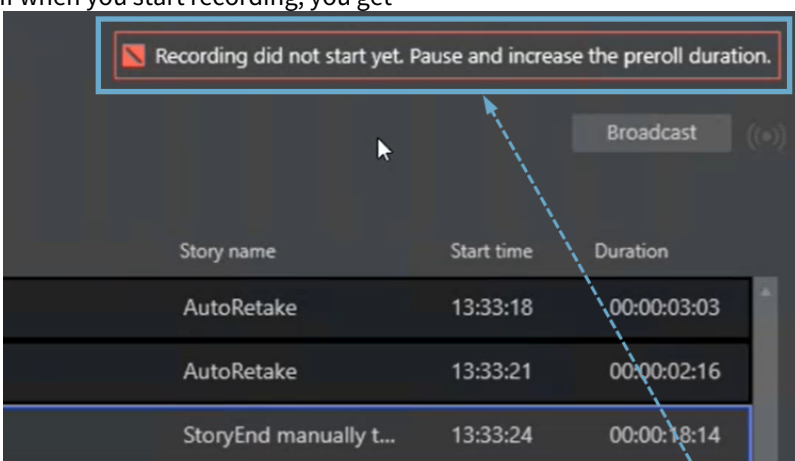 when you start recording, you get
Recording did not start yet. Pause and increase the preroll duration.
Broadcast
Story name Start time Duration
AutoRetake 13:33:18 00:00:03:03
AutoRetake 13:33:21 00:00:02:16
StoryEnd manually t... 13:33:24 00:00:18:14